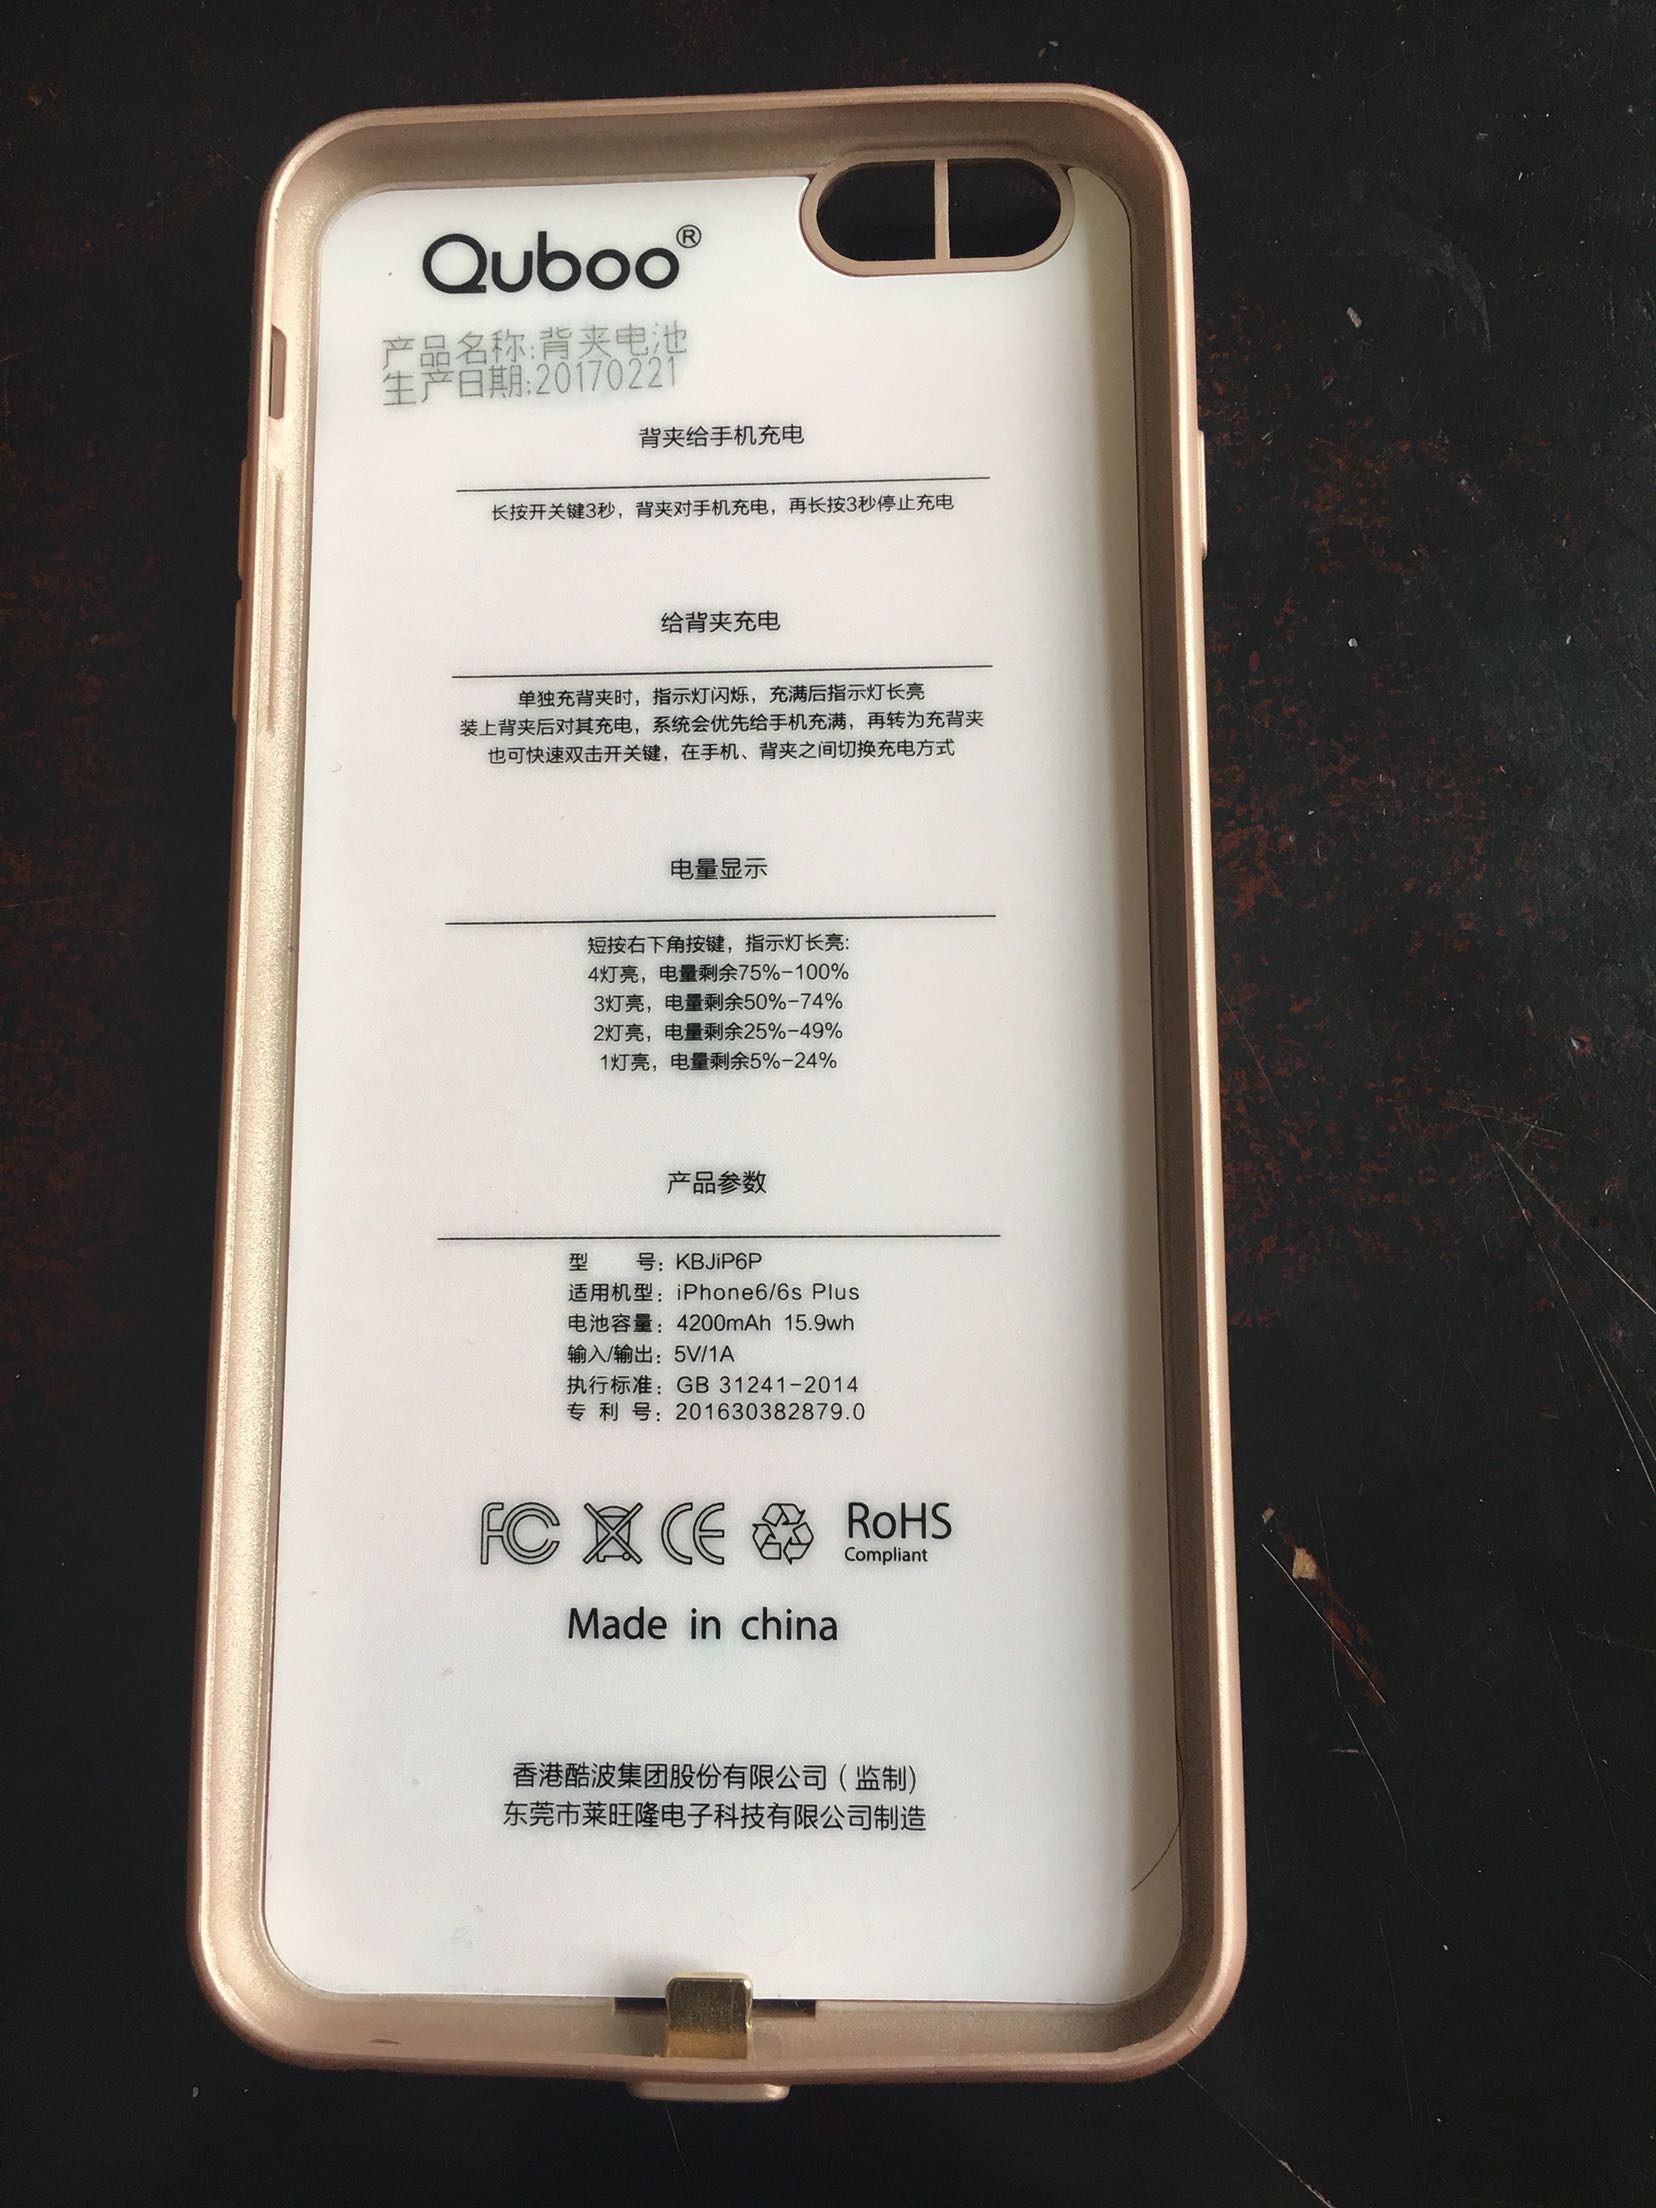 Quboo®
产品名称:背夹电池
生产日期:20170221
背夹给手机充电
长按开关键3秒，背夹对手机充电，再长按3秒停止充电
给背夹充电
单独充背夹时，指示灯闪烁，充满后指示灯长亮
装上背夹后对其充电，系统会优先给手机充满，再转为充背夹
也可快速双击开关键，在手机、背夹之间切换充电方式
电量显示
短按右下角按键，指示灯长亮:
4灯亮，电量剩余75%-100%
3灯亮，电量剩余50%-74%
2灯亮，电量剩余25%-49%
1灯亮，电量剩余5%-24%
产品参数
型 号：KBJiP6P
适用机型：iPhone6/6s Plus
电池容量：4200mAh 15.9wh
输入/输出：5V/1A
执行标准：GB 31241-2014
专 利 号：201630382879.0
FC CE RoHS
Compliant
Made in china
香港酷波集团股份有限公司（监制)
东莞市莱旺隆电子科技有限公司制造